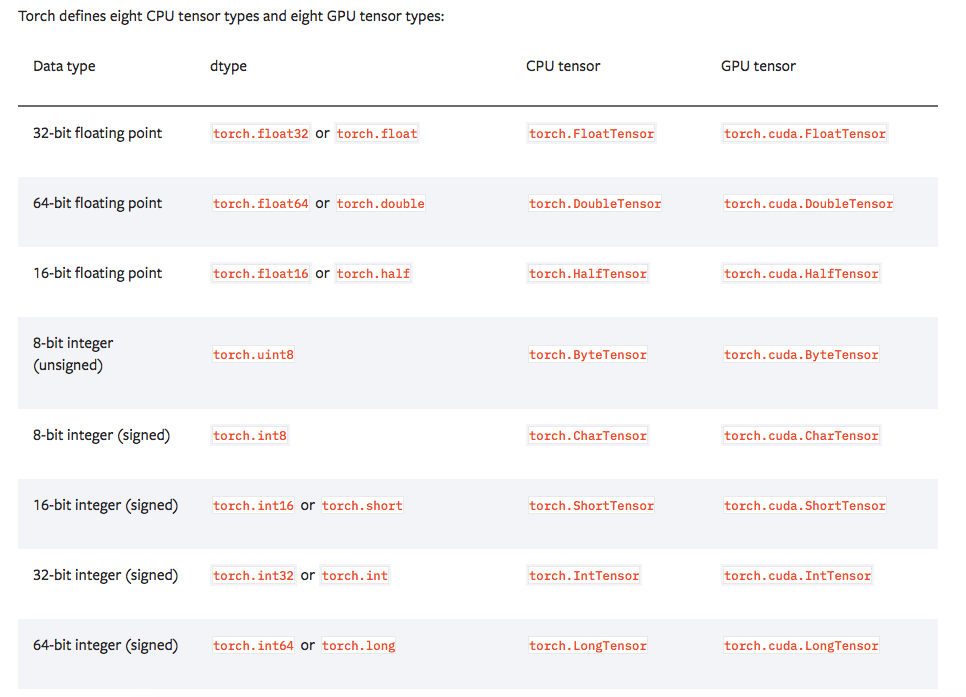 Torch defines eight CPU tensor types and eight GPU tensor types:
Data type dtype CPU tensor GPU tensor
32-bit floating point torch.float32 or torch.float torch.FloatTensor torch.cuda.FloatTensor
64-bit floating point torch.float64 or torch.double torch.DoubleTensor torch.cuda.DoubleTensor
16-bit floating point torch.float16 or torch.half torch.HalfTensor torch.cuda.HalfTensor
8-bit integer
(unsigned) torch.uint8 torch.ByteTensor torch.cuda.ByteTensor
8-bit integer (signed) torch.int8 torch.CharTensor torch.cuda.CharTensor
16-bit integer (signed) torch.int16 or torch.short torch.ShortTensor torch.cuda.ShortTensor
32-bit integer (signed) torch.int32 or torch.int torch.IntTensor torch.cuda.IntTensor
64-bit integer (signed) torch.int64 or torch.long torch.LongTensor torch.cuda.LongTensor